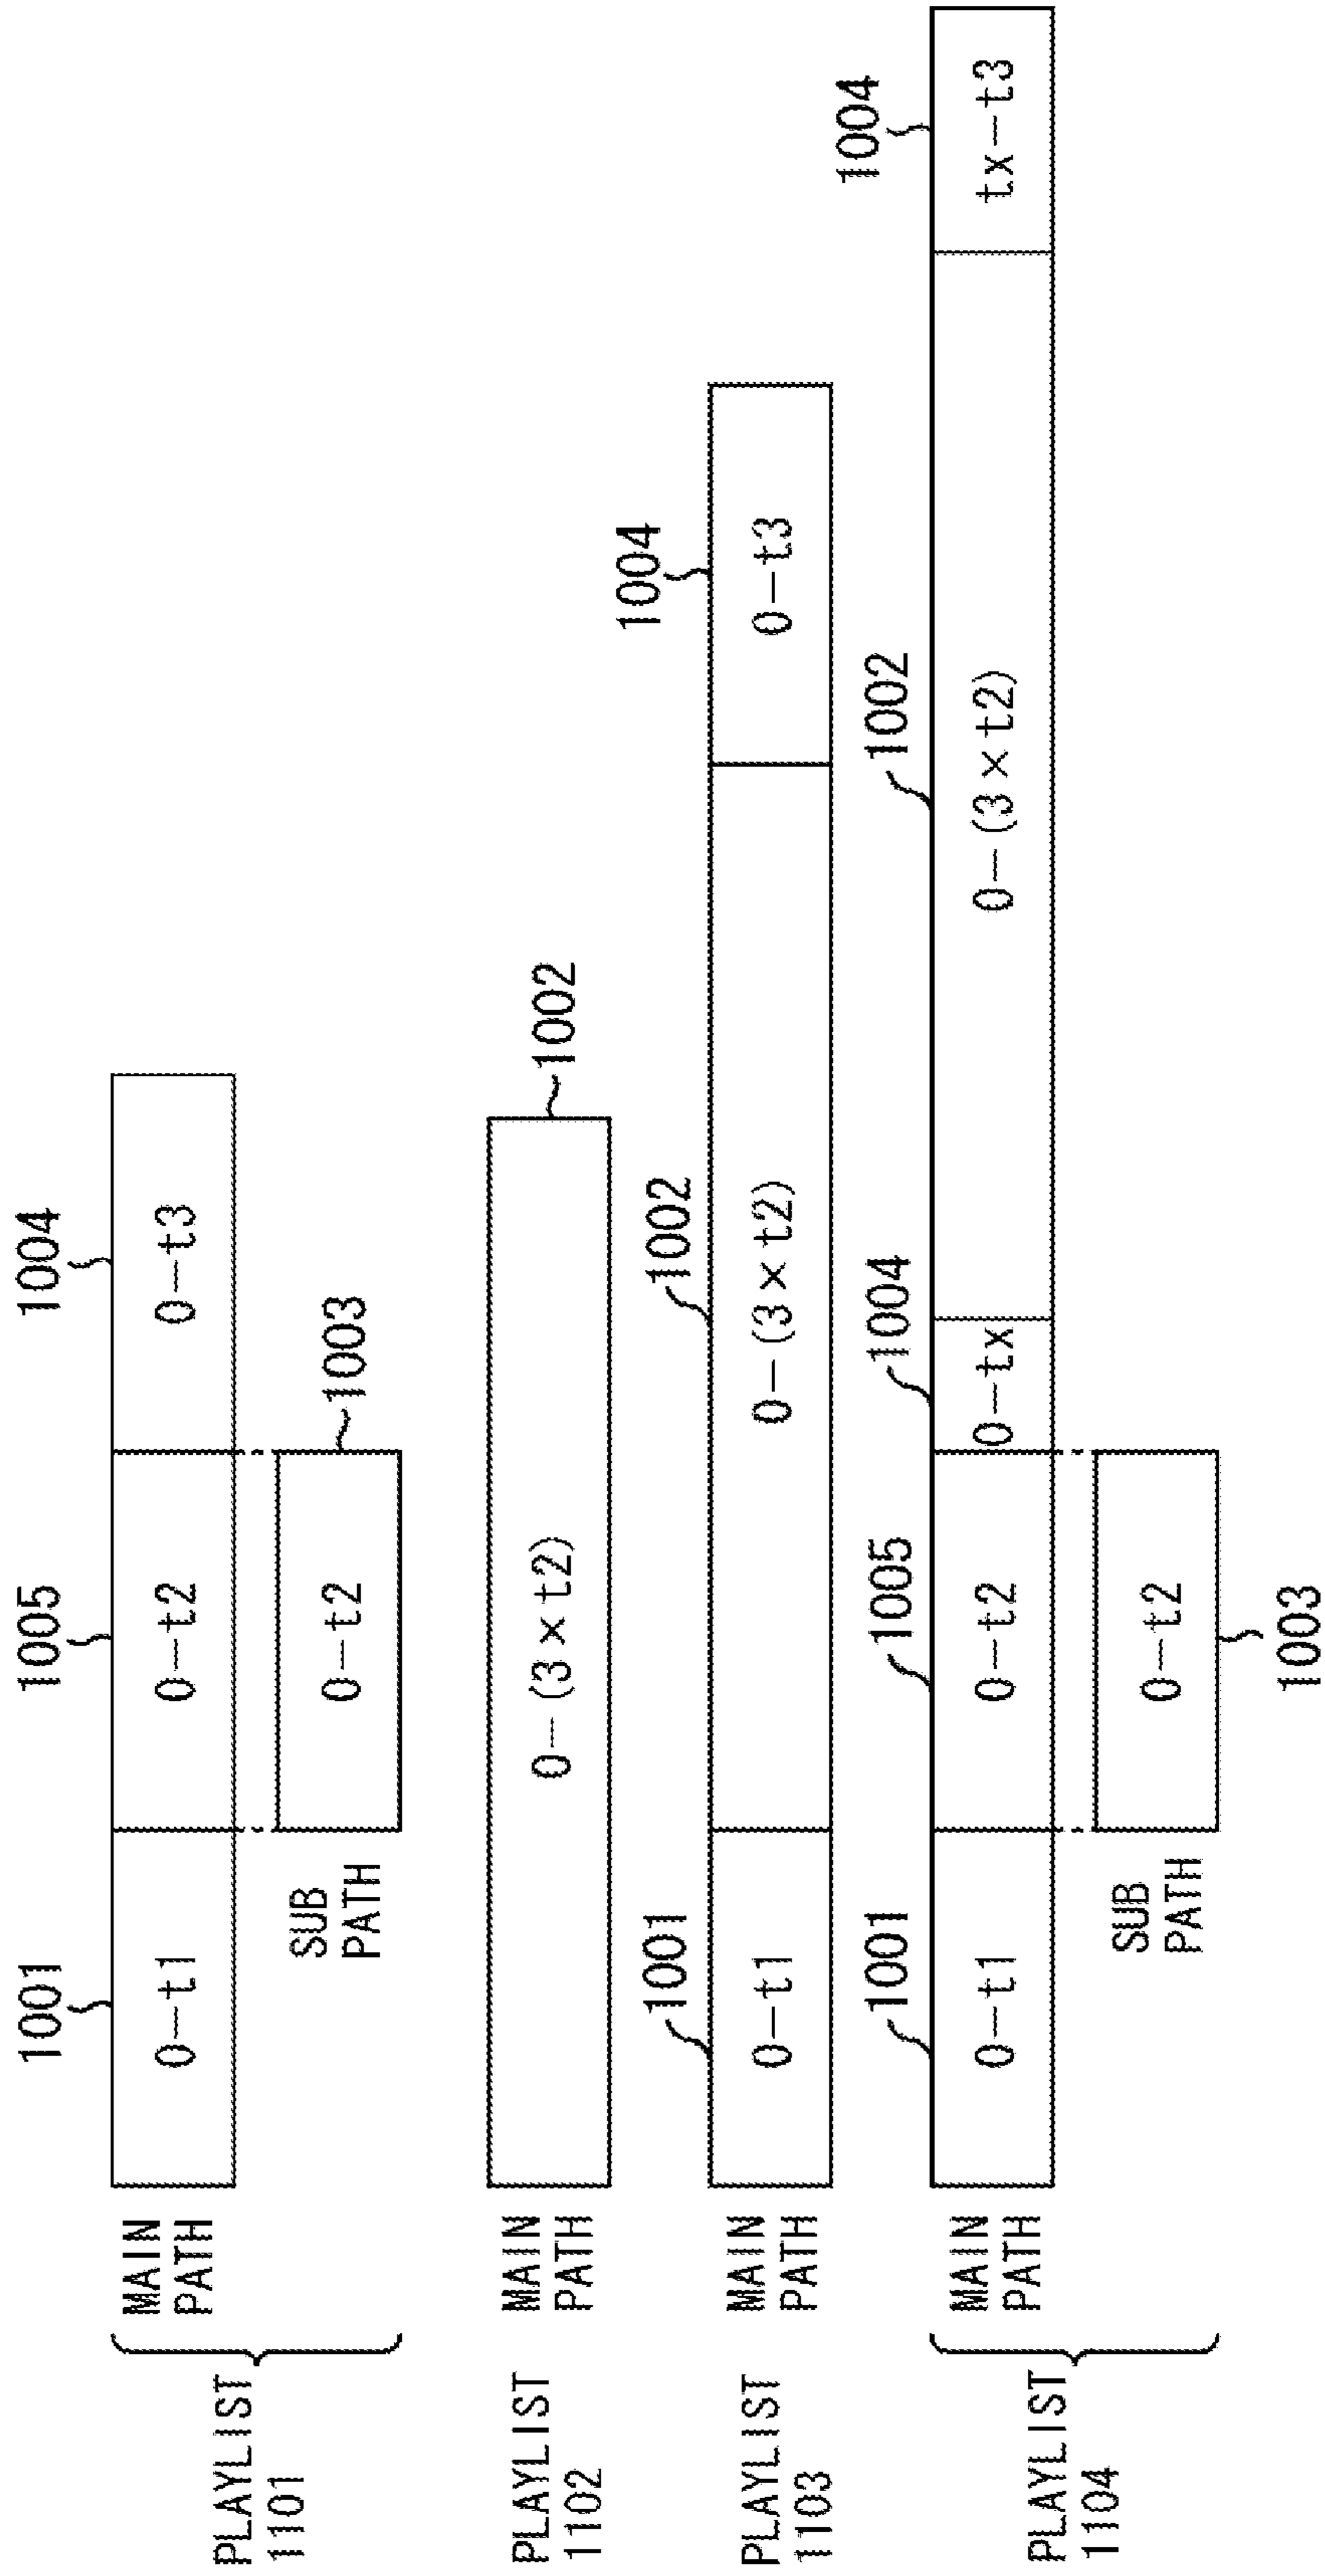 1001
1005
1004
MAIN
PATH
0–t1
0–t2
0–t3
PLAYLIST
1101
SUB
PATH
0–t2
1003
PLAYLIST
1102
MAIN
PATH
0–(3×t2)
1002
1001
1002
1004
PLAYLIST
1103
MAIN
PATH
0–t1
0–(3×t2)
0–t3
1001
1005
1004
1002
1004
MAIN
PATH
0–t1
0–t2
0–tx
0–(3×t2)
tx–t3
PLAYLIST
1104
SUB
PATH
0–t2
1003